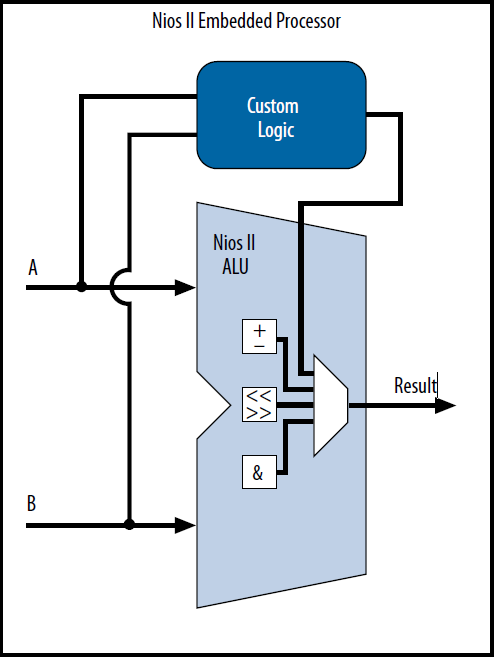 Nios II Embedded Processor
Custom
Logic
Nios II
ALU
A
+
−
<<
>>
Result
&
B